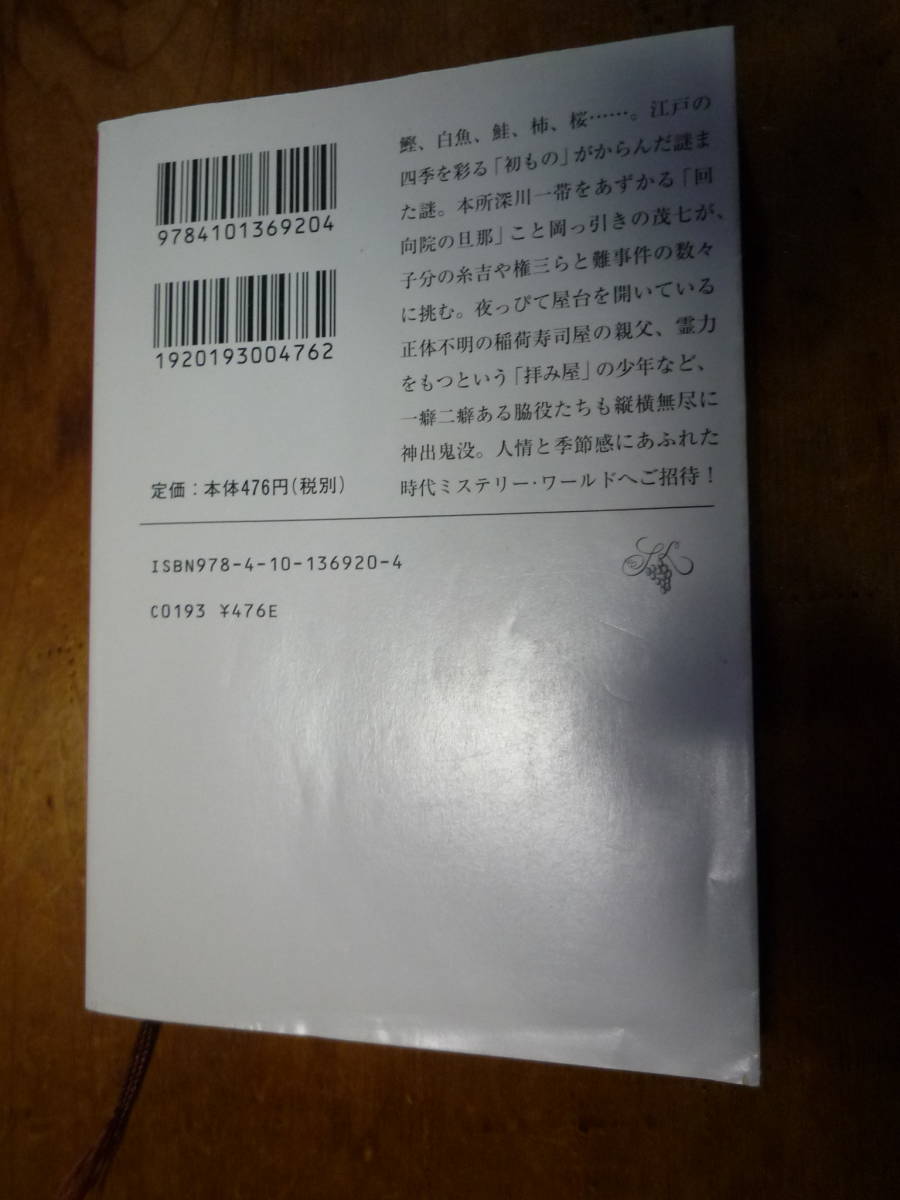 9784101369204
1920193004762
定価：本体476円(税別)
鰹、白魚、鮭、柿、桜……。江戸の
四季を彩る「初もの」がからんだ謎ま
た謎。本所深川一帯をあずかる「回
向院の旦那」こと岡っ引きの茂七が、
子分の糸吉や権三らと難事件の数々
に挑む。夜っぴて屋台を開いている
正体不明の稲荷寿司屋の親父、霊力
をもつという「拝み屋」の少年など、
一癖二癖ある脇役たちも縦横無尽に
神出鬼没。人情と季節感にあふれた
時代ミステリー・ワールドへご招待！
ISBN978-4-10-136920-4
C0193 ¥476E